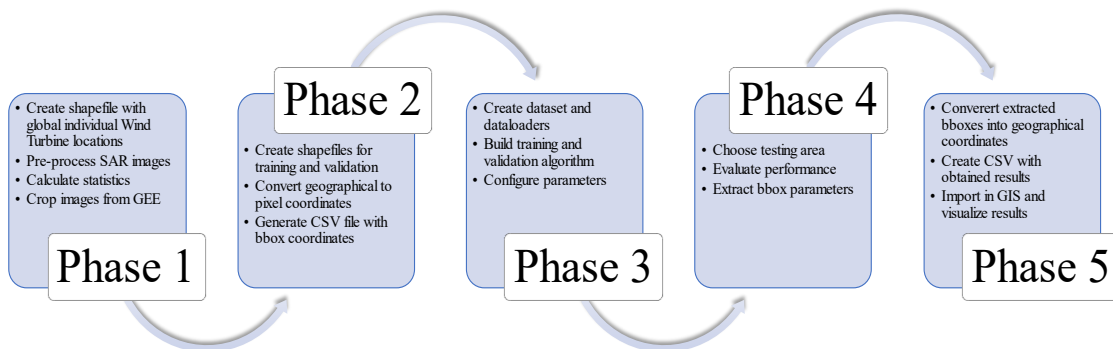 • Create shapefile with
global individual Wind
Turbine locations
• Pre-process SAR images
• Calculate statistics
• Crop images from GEE
Phase 1
Phase 2
• Create shapefiles for
training and validation
• Convert geographical to
pixel coordinates
• Generate CSV file with
bbox coordinates
• Create dataset and
dataloaders
• Build training and
validation algorithm
• Configure parameters
Phase 3
Phase 4
• Choose testing area
• Evaluate performance
• Extract bbox parameters
• Converert extracted
bboxes into geographical
coordinates
• Create CSV with
obtained results
• Import in GIS and
visualize results
Phase 5